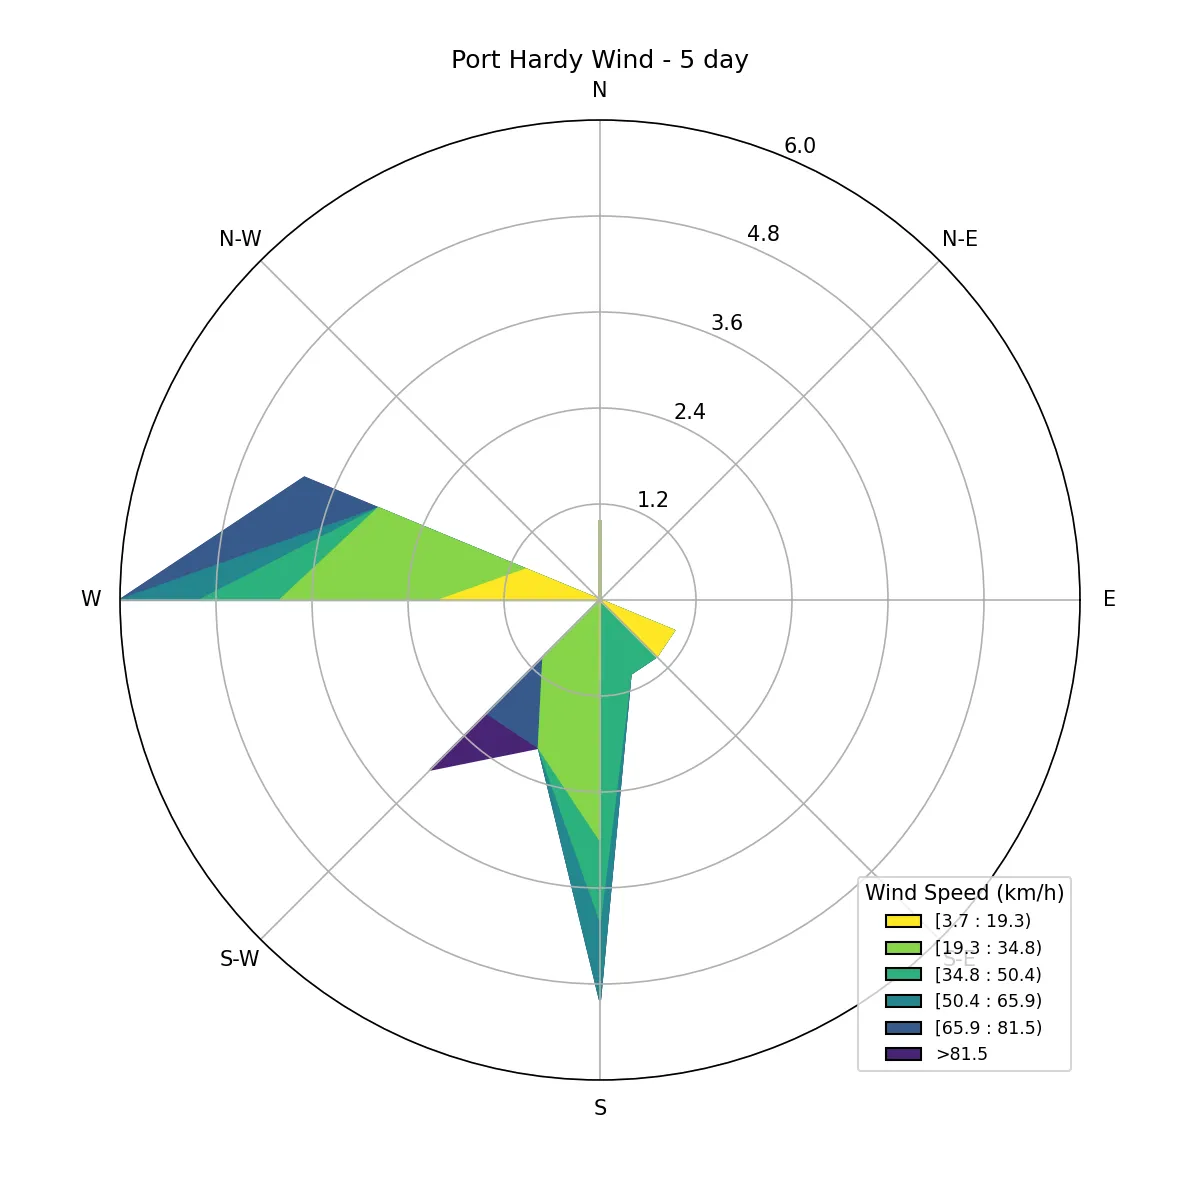 Port Hardy Wind - 5 day
N
6.0
4.8
N-W
N-E
3.6
2.4
1.2
W
E
S-W
S-E
S
Wind Speed (km/h)
[3.7 : 19.3)
[19.3 : 34.8)
[34.8 : 50.4)
[50.4 : 65.9)
[65.9 : 81.5)
>81.5